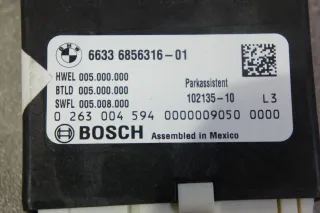 6633 6856316-01
HWEL 005.000.000
BTLD 005.000.000
SWFL 005.008.000
Parkassistent
102135-10 L3
0 263 004 594 0000009050 0000
BOSCH Assembled in Mexico